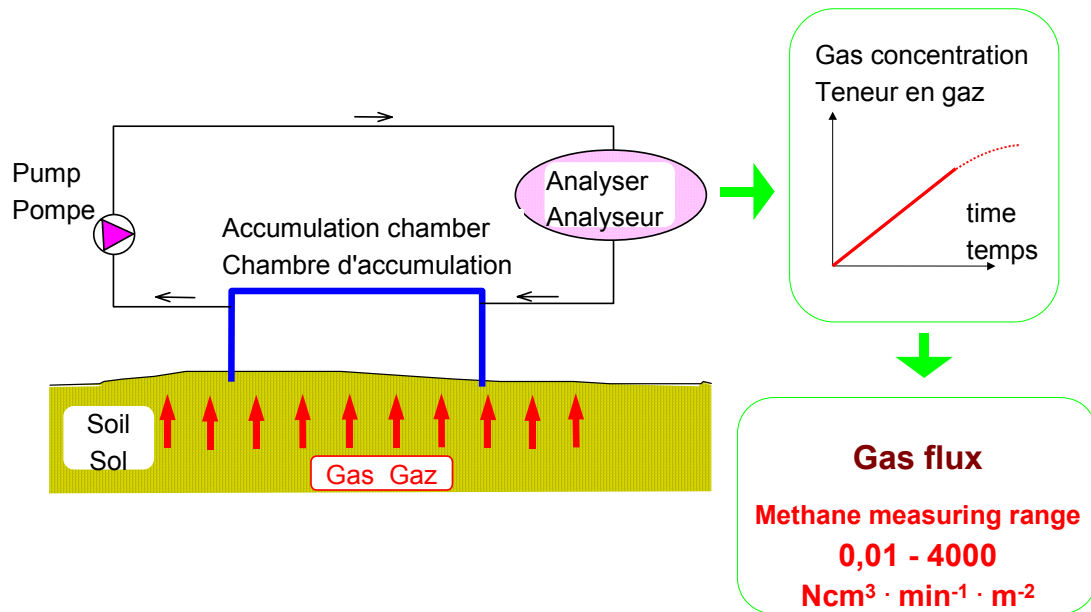 Gas concentration
Teneur en gaz
time
temps
Pump
Pompe
Analyser
Analyseur
Accumulation chamber
Chambre d'accumulation
Soil
Sol
Gas Gaz
Gas flux
Methane measuring range
0,01 - 4000
Ncm³ · min⁻¹ · m⁻²